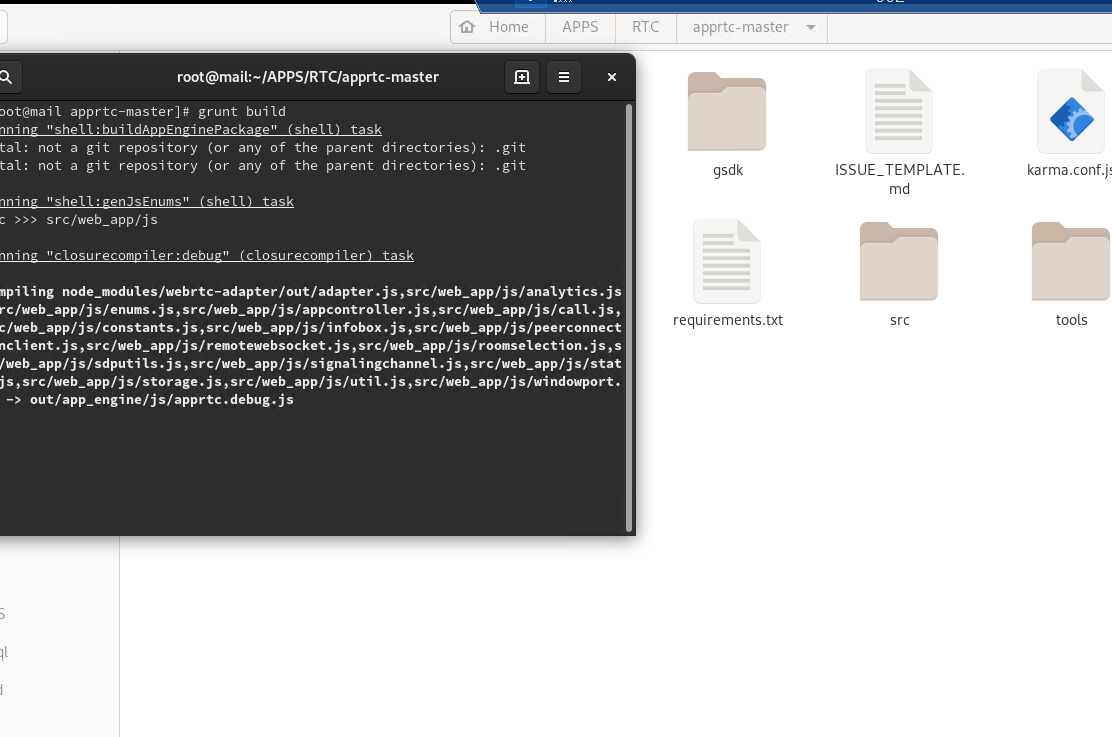 Home APPS RTC apprtc-master
root@mail:~/APPS/RTC/apprtc-master
oot@mail apprtc-master]# grunt build
nning "shell:buildAppEnginePackage" (shell) task
tal: not a git repository (or any of the parent directories): .git
tal: not a git repository (or any of the parent directories): .git
nning "shell:genJsEnums" (shell) task
c >>> src/web_app/js
nning "closurecompiler:debug" (closurecompiler) task
mpiling node_modules/webrtc-adapter/out/adapter.js,src/web_app/js/analytics.js
rc/web_app/js/enums.js,src/web_app/js/appcontroller.js,src/web_app/js/call.js,
c/web_app/js/constants.js,src/web_app/js/infobox.js,src/web_app/js/peerconnect
nclient.js,src/web_app/js/remotewebsocket.js,src/web_app/js/roomselection.js,s
/web_app/js/sdputils.js,src/web_app/js/signalingchannel.js,src/web_app/js/stat
js,src/web_app/js/storage.js,src/web_app/js/util.js,src/web_app/js/windowport.
-> out/app_engine/js/apprtc.debug.js
gsdk
ISSUE_TEMPLATE.
md
karma.conf.js
requirements.txt
src
tools
S
ql
d